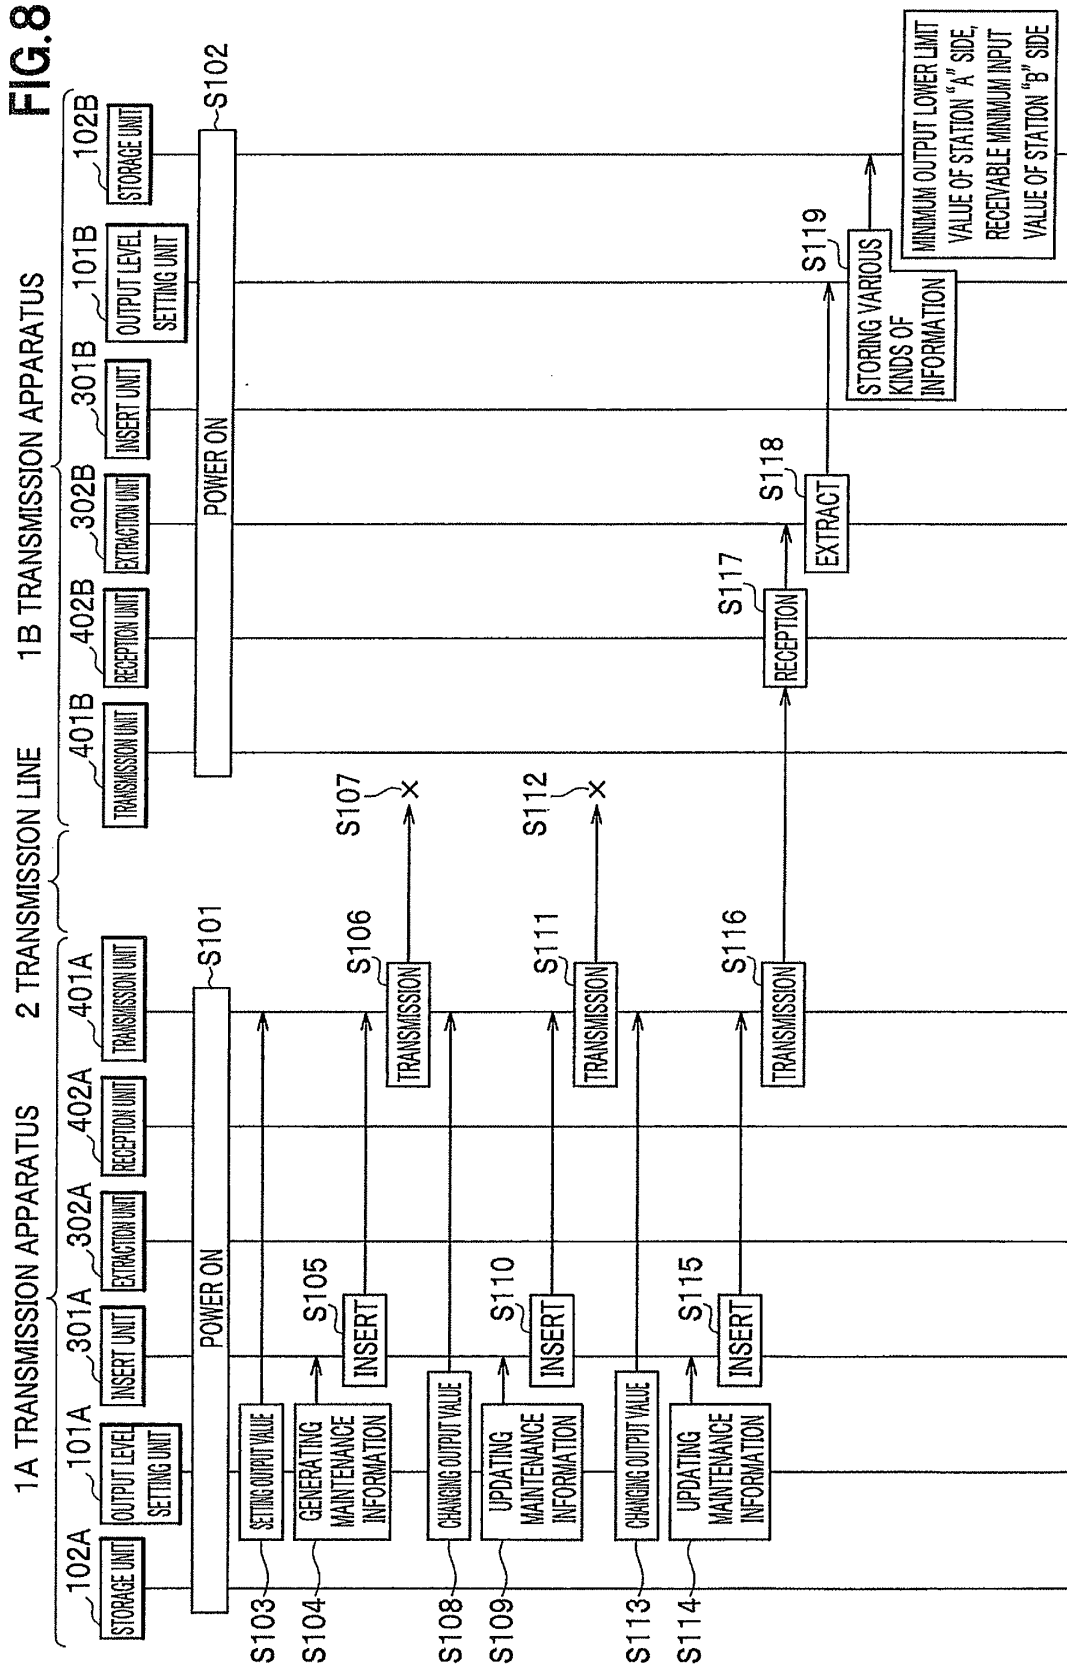 FIG.8
1A TRANSMISSION APPARATUS
2 TRANSMISSION LINE
1B TRANSMISSION APPARATUS
102A
101A
301A
302A
402A
401A
401B
402B
302B
301B
101B
102B
STORAGE UNIT
OUTPUT LEVEL
SETTING UNIT
INSERT UNIT
EXTRACTION UNIT
RECEPTION UNIT
TRANSMISSION UNIT
TRANSMISSION UNIT
RECEPTION UNIT
EXTRACTION UNIT
INSERT UNIT
OUTPUT LEVEL
SETTING UNIT
STORAGE UNIT
POWER ON
S101
POWER ON
S102
S103
SETTING OUTPUT VALUE
S104
GENERATING
MAINTENANCE
INFORMATION
S105
INSERT
S106
TRANSMISSION
S107
×
S108
CHANGING OUTPUT VALUE
S109
UPDATING
MAINTENANCE
INFORMATION
S110
INSERT
S111
TRANSMISSION
S112
×
S113
CHANGING OUTPUT VALUE
S114
UPDATING
MAINTENANCE
INFORMATION
S115
INSERT
S116
TRANSMISSION
S117
RECEPTION
S118
EXTRACT
S119
STORING VARIOUS
KINDS OF
INFORMATION
MINIMUM OUTPUT LOWER LIMIT
VALUE OF STATION "A" SIDE,
RECEIVABLE MINIMUM INPUT
VALUE OF STATION "B" SIDE